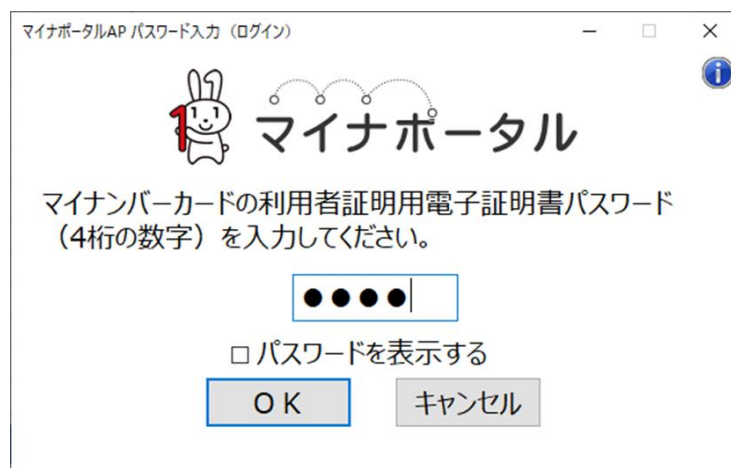 マイナポータルAP パスワード入力（ログイン）
マイナポータル
マイナンバーカードの利用者証明用電子証明書パスワード
（4桁の数字）を入力してください。
●●●●
パスワードを表示する
OK
キャンセル